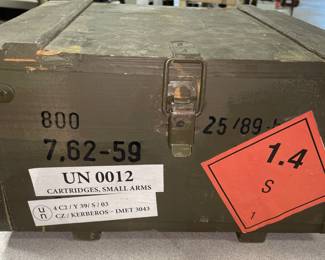 800
7,62-59
25/89-
UN 0012
CARTRIDGES, SMALL ARMS
un
4 C2 / Y 39/ S / 03
CZ / KERBEROS - IMET 3043
1.4
S
1